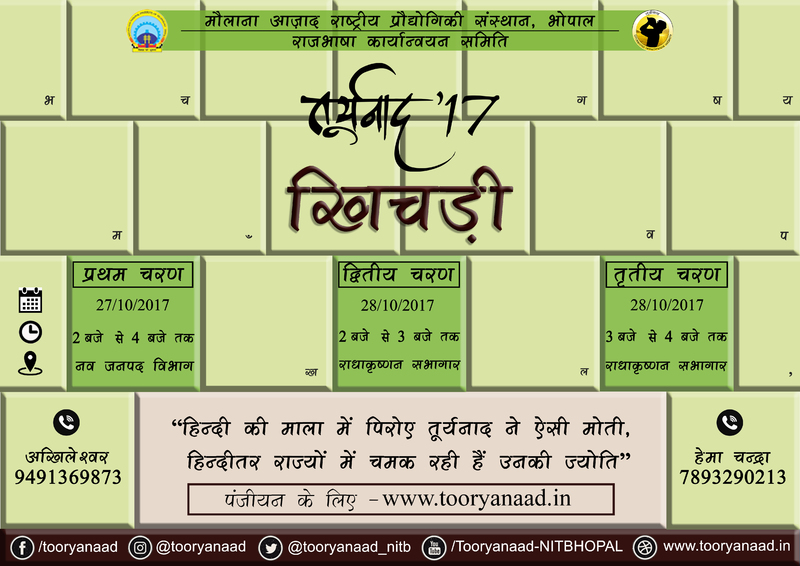 मौलाना आज़ाद राष्ट्रीय प्रौद्योगिकी संस्थान, भोपाल
राजभाषा कार्यान्वयन समिति
भ च ग ष य
तूर्यनाद '17
खिचड़ी
म ँ व प
प्रथम चरण
27/10/2017
2 बजे से 4 बजे तक
नव जनपद विभाग
ख
द्वितीय चरण
28/10/2017
2 बजे से 3 बजे तक
राधाकृष्णन सभागार
ल
तृतीय चरण
28/10/2017
3 बजे से 4 बजे तक
राधाकृष्णन सभागार
,
अखिलेश्वर
9491369873
“हिन्दी की माला में पिरोए तूर्यनाद ने ऐसी मोती,
हिन्दीतर राज्यों में चमक रही हैं उनकी ज्योति”
पंजीयन के लिए - www.tooryanaad.in
हेमा चन्द्रा
7893290213
/tooryanaad @tooryanaad @tooryanaad_nitb You Tube /Tooryanaad-NITBHOPAL www.tooryanaad.in